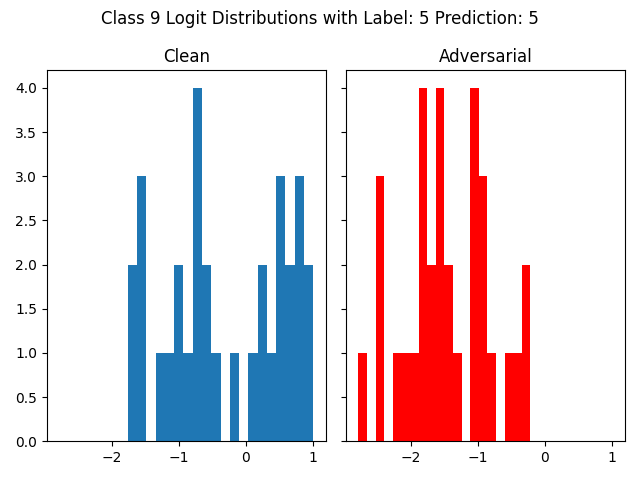 Class 9 Logit Distributions with Label: 5 Prediction: 5
Clean
Adversarial
4.0
3.5
3.0
2.5
2.0
1.5
1.0
0.5
0.0
−2 −1 0 1
−2 −1 0 1